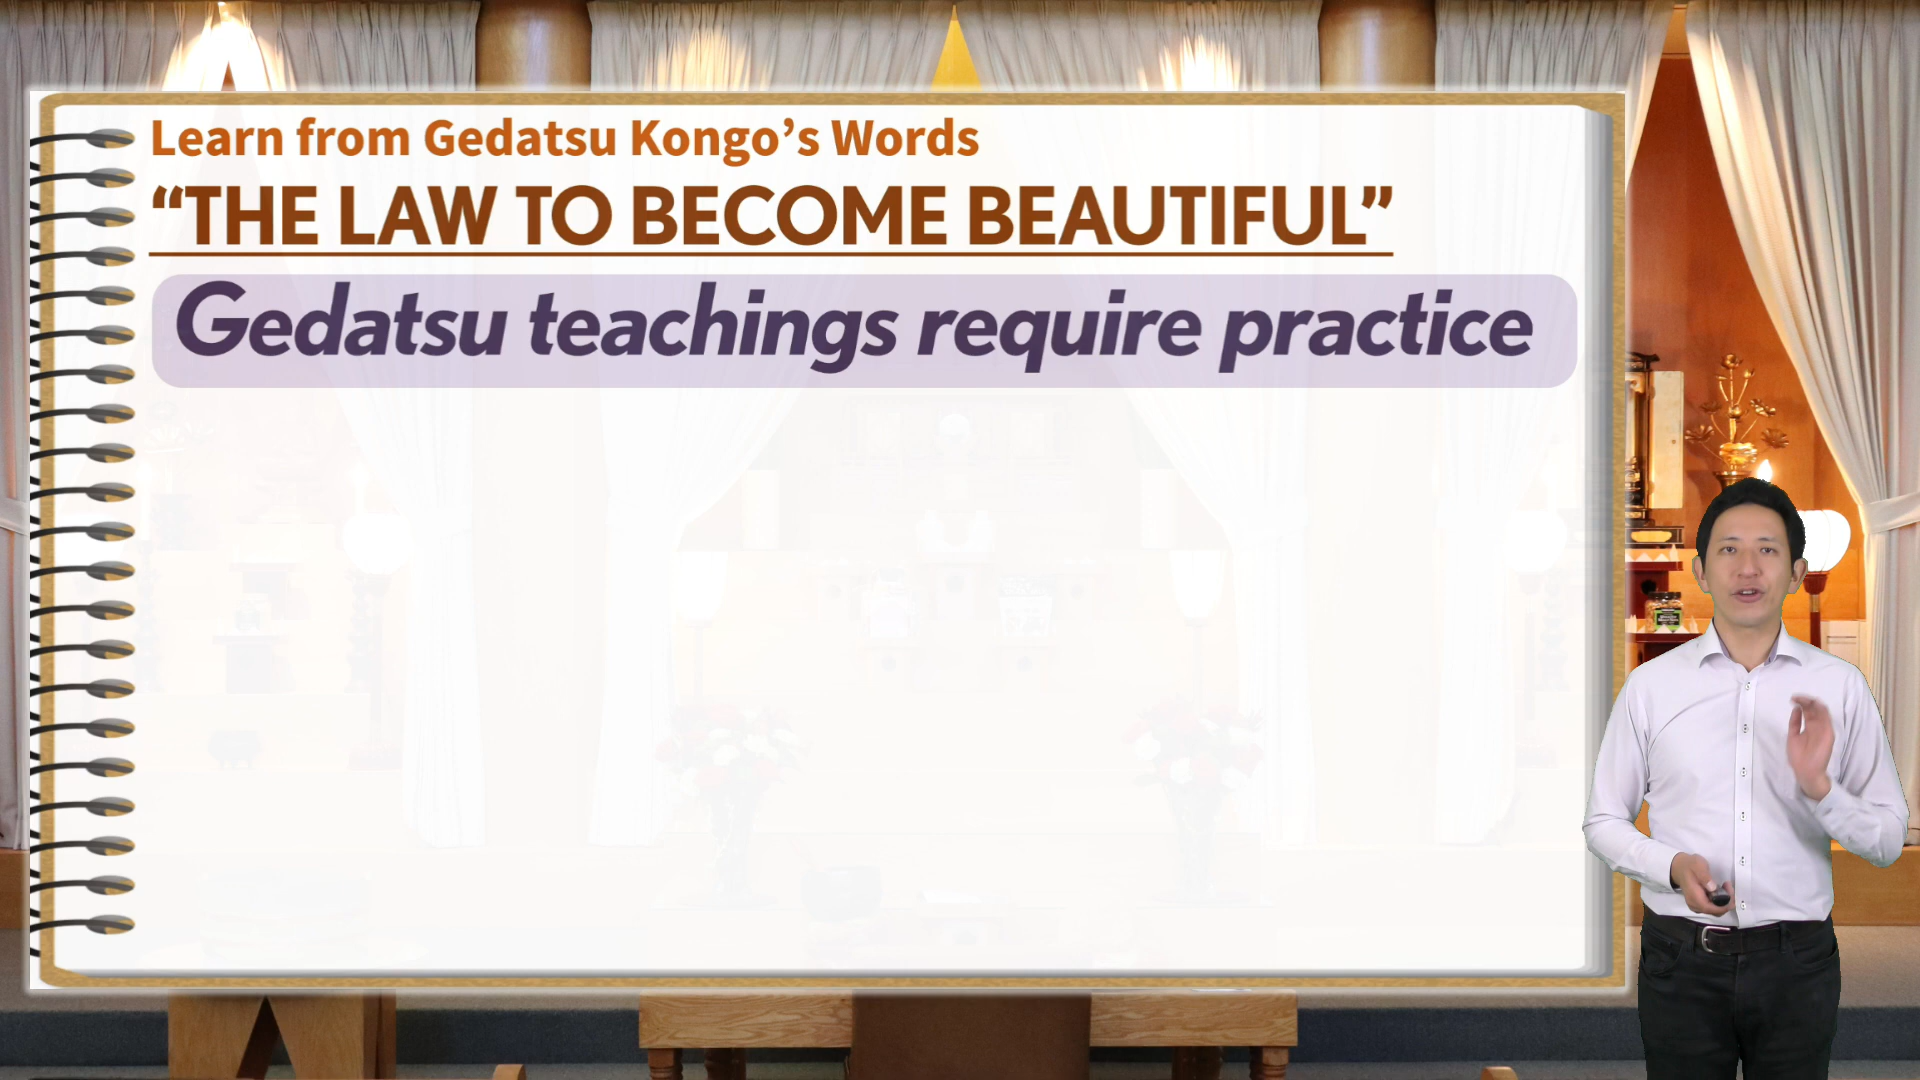 Learn from Gedatsu Kongo’s Words
“THE LAW TO BECOME BEAUTIFUL”
Gedatsu teachings require practice